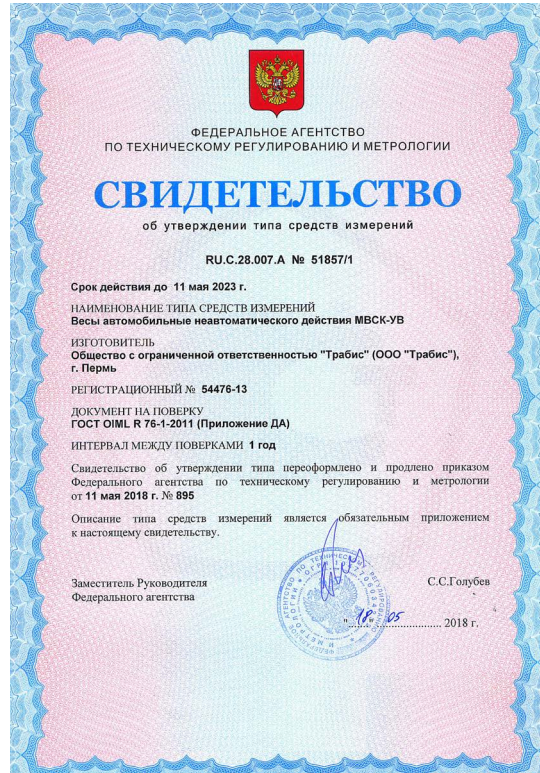 ФЕДЕРАЛЬНОЕ АГЕНТСТВО
ПО ТЕХНИЧЕСКОМУ РЕГУЛИРОВАНИЮ И МЕТРОЛОГИИ
СВИДЕТЕЛЬСТВО
об утверждении типа средств измерений
RU.C.28.007.A № 51857/1
Срок действия до 11 мая 2023 г.
НАИМЕНОВАНИЕ ТИПА СРЕДСТВ ИЗМЕРЕНИЙ
Весы автомобильные неавтоматического действия МВСК-УВ
ИЗГОТОВИТЕЛЬ
Общество с ограниченной ответственностью "Трабис" (ООО "Трабис"),
г. Пермь
РЕГИСТРАЦИОННЫЙ № 54476-13
ДОКУМЕНТ НА ПОВЕРКУ
ГОСТ OIML R 76-1-2011 (Приложение ДА)
ИНТЕРВАЛ МЕЖДУ ПОВЕРКАМИ 1 год
Свидетельство об утверждении типа переоформлено и продлено приказом
Федерального агентства по техническому регулированию и метрологии
от 11 мая 2018 г. № 895
Описание типа средств измерений является обязательным приложением
к настоящему свидетельству.
Заместитель Руководителя
Федерального агентства
С.С.Голубев
"18" 05 2018 г.